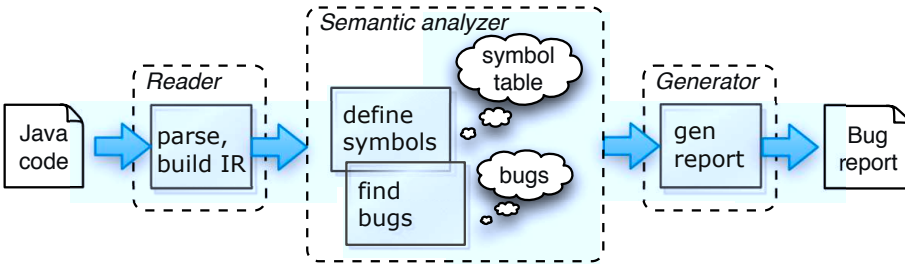 Semantic analyzer
Reader
Generator
symbol
table
Java
code
parse,
build IR
define
symbols
find
bugs
bugs
gen
report
Bug
report